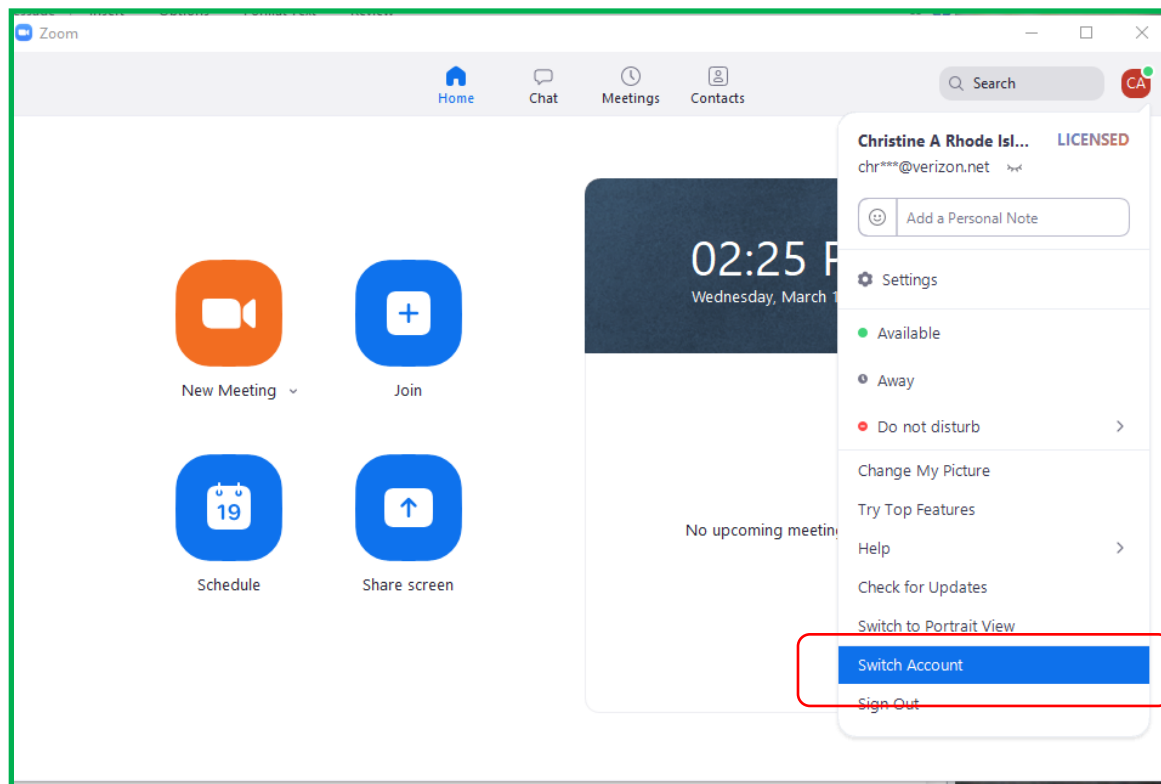 Zoom
Home
Chat
Meetings
Contacts
Search
CA
Christine A Rhode Isl...
LICENSED
chr***@verizon.net
Add a Personal Note
02:25
Wednesday, March 1
Settings
Available
New Meeting
Join
Away
Do not disturb
Change My Picture
Try Top Features
19
No upcoming meeting
Help
Schedule
Share screen
Check for Updates
Switch to Portrait View
Switch Account
Sign Out